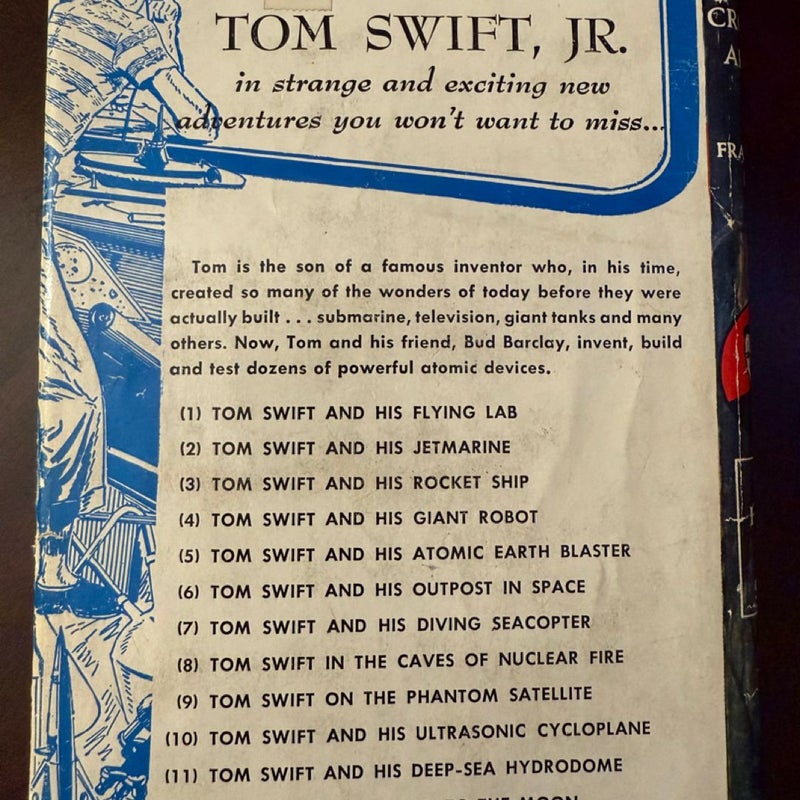 TOM SWIFT, JR.
in strange and exciting new
adventures you won't want to miss...
Tom is the son of a famous inventor who, in his time,
created so many of the wonders of today before they were
actually built . . . submarine, television, giant tanks and many
others. Now, Tom and his friend, Bud Barclay, invent, build
and test dozens of powerful atomic devices.
(1) TOM SWIFT AND HIS FLYING LAB
(2) TOM SWIFT AND HIS JETMARINE
(3) TOM SWIFT AND HIS ROCKET SHIP
(4) TOM SWIFT AND HIS GIANT ROBOT
(5) TOM SWIFT AND HIS ATOMIC EARTH BLASTER
(6) TOM SWIFT AND HIS OUTPOST IN SPACE
(7) TOM SWIFT AND HIS DIVING SEACOPTER
(8) TOM SWIFT IN THE CAVES OF NUCLEAR FIRE
(9) TOM SWIFT ON THE PHANTOM SATELLITE
(10) TOM SWIFT AND HIS ULTRASONIC CYCLOPLANE
(11) TOM SWIFT AND HIS DEEP-SEA HYDRODOME
THE MOON
CR
A
FRA